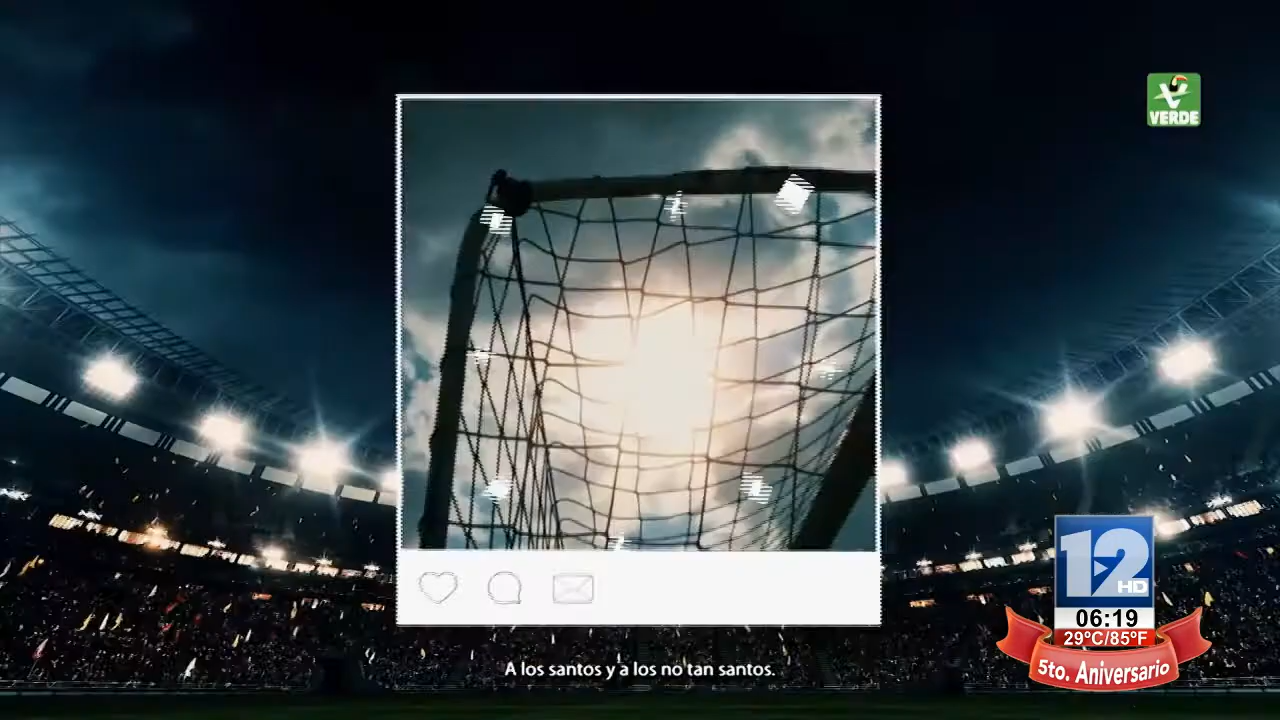 VERDE
A los santos y a los no tan santos.
12
HD
06:19
29°C/85°F
5to. Aniversario